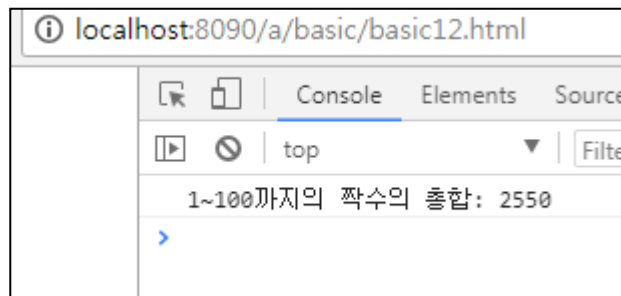 localhost:8090/a/basic/basic12.html
Console Elements Source
top Filte
1~100까지의 짝수의 총합: 2550